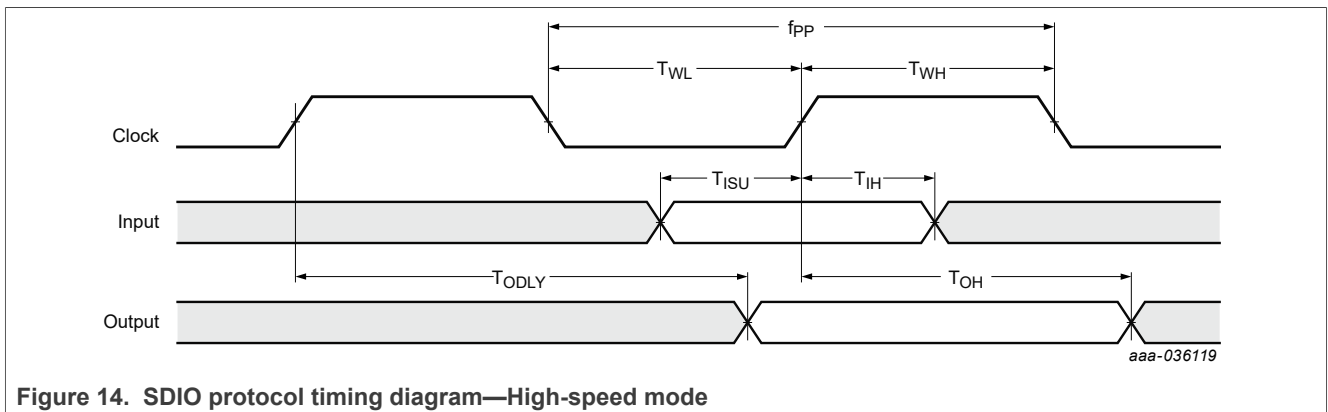 fPP
TWL
TWH
Clock
TISU
TIH
Input
TODLY
TOH
Output
aaa-036119
Figure 14. SDIO protocol timing diagram—High-speed mode